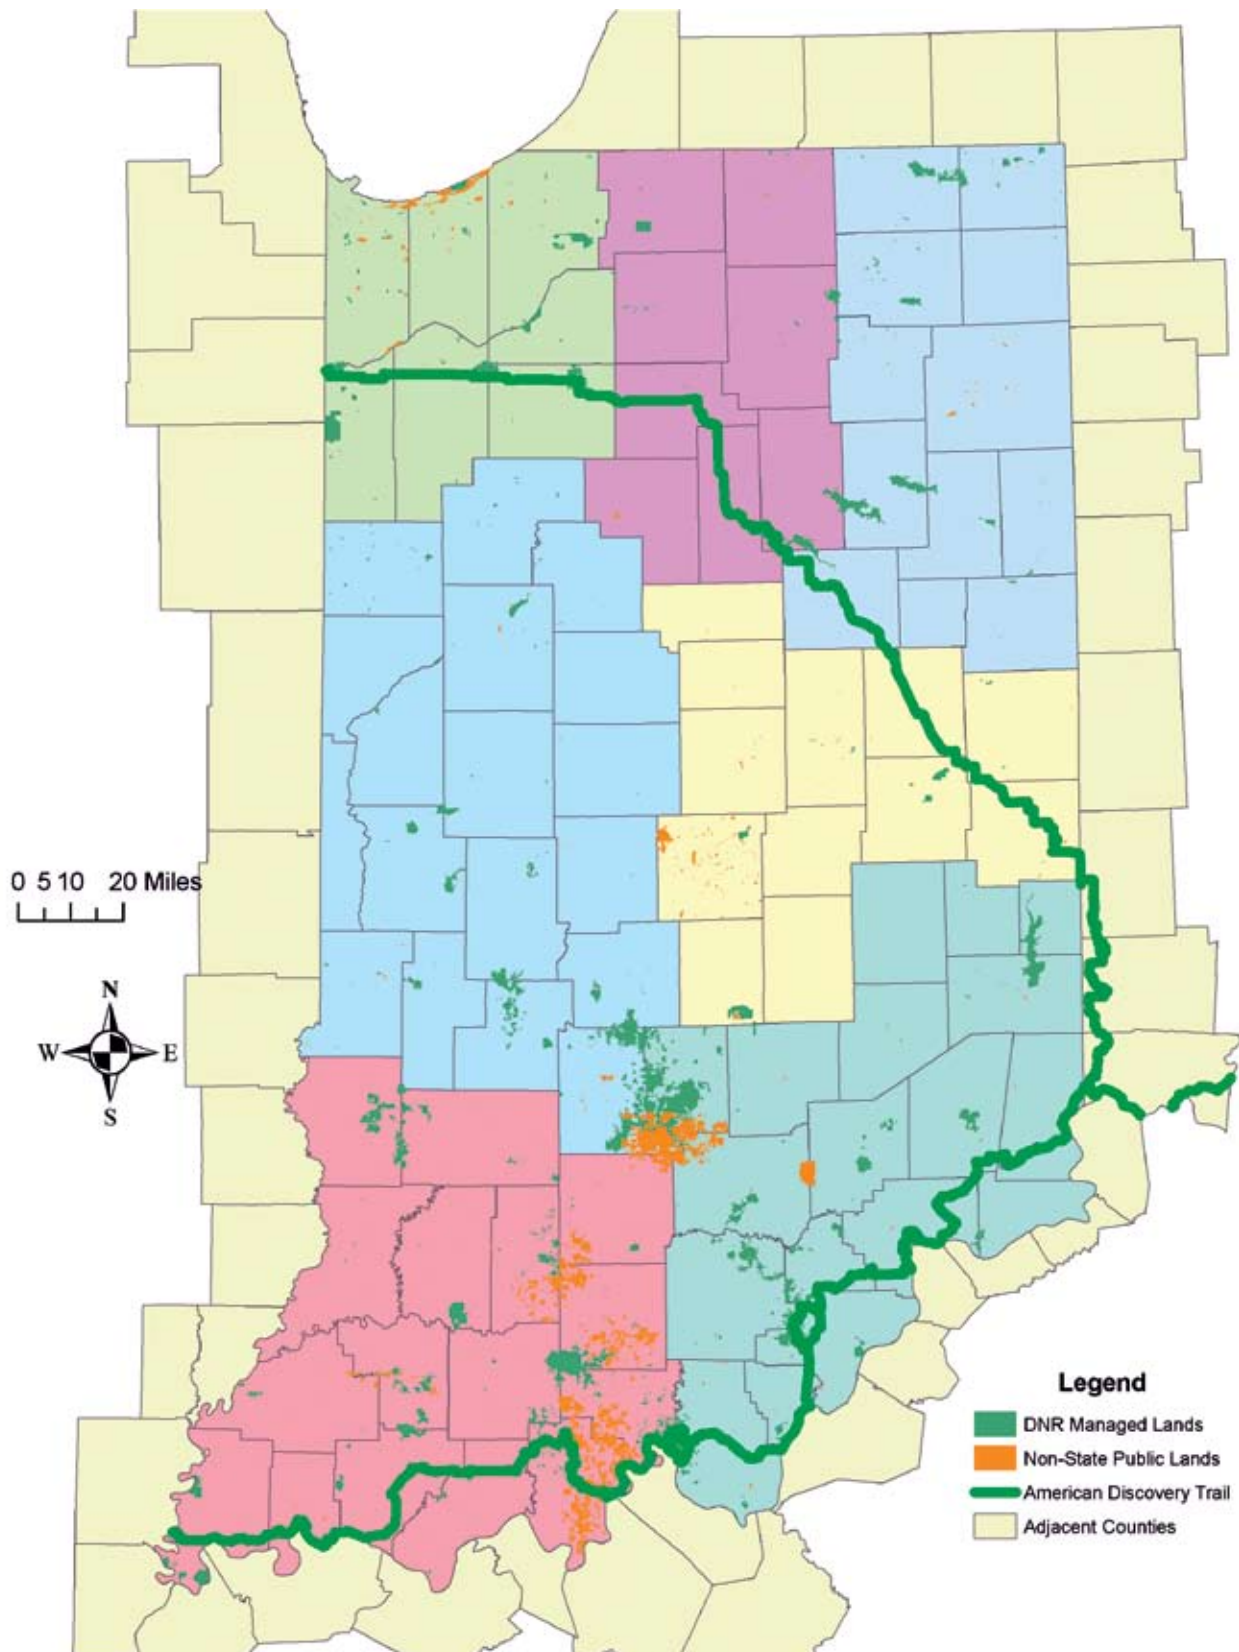 0 5 10 20 Miles
N
W E
S
Legend
DNR Managed Lands
Non-State Public Lands
American Discovery Trail
Adjacent Counties